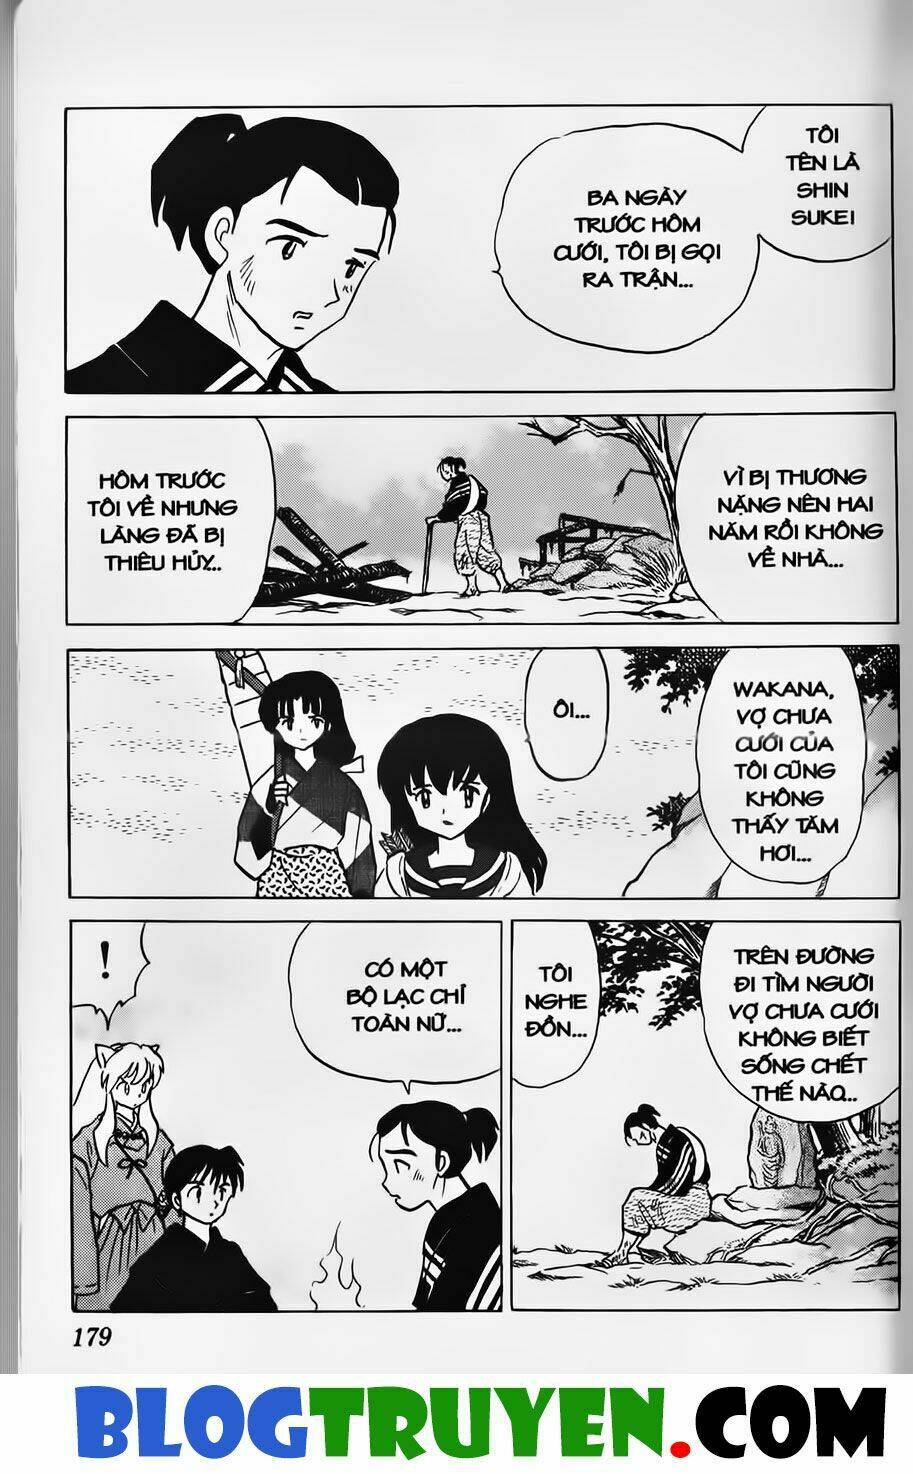 TÔI
TÊN LÀ
SHIN
SUKE!
BA NGÀY
TRƯỚC HÔM
CƯỚI, TÔI BỊ GỌI
RA TRẬN...
VÌ BỊ THƯƠNG
NẶNG NÊN HAI
NĂM RỒI KHÔNG
VỀ NHÀ...
HÔM TRƯỚC
TÔI VỀ NHƯNG
LÀNG ĐÃ BỊ
THIÊU HỦY...
WAKANA,
VỢ CHƯA
CƯỚI CỦA
TÔI CŨNG
KHÔNG
THẤY TĂM
HƠI...
ÔI...
TRÊN ĐƯỜNG
ĐI TÌM NGƯỜI
VỢ CHƯA CƯỚI
KHÔNG BIẾT
SỐNG CHẾT
THẾ NÀO...
TÔI
NGHE
ĐỒN...
CÓ MỘT
BỘ LẠC CHỈ
TOÀN NỮ...
!
179
BLOGTRUYEN.COM